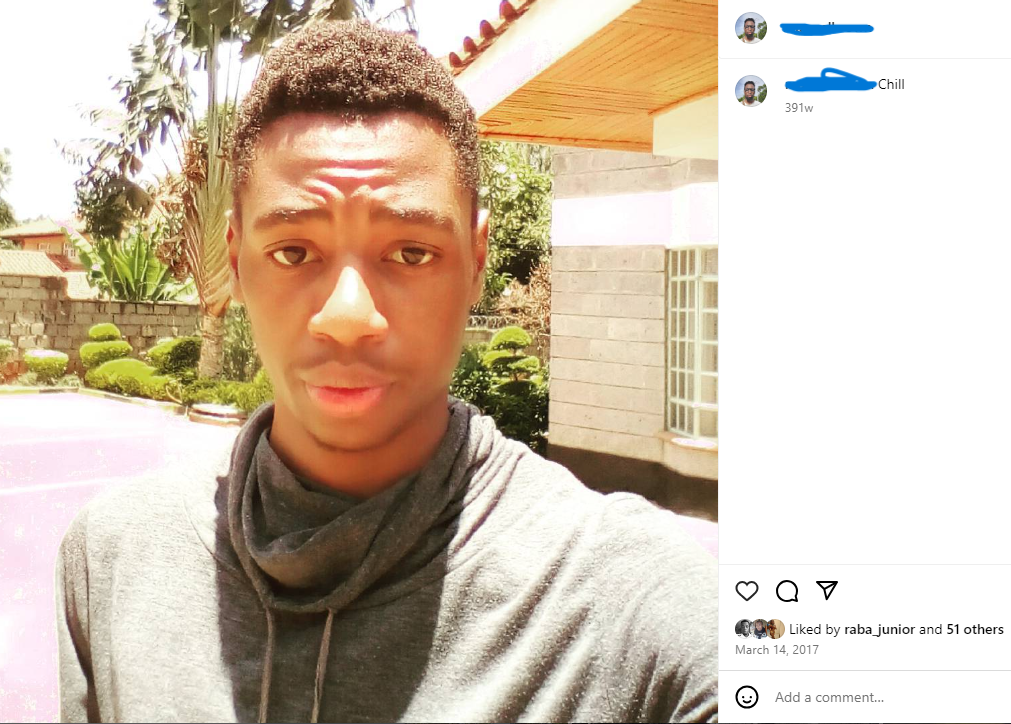 Chill
391w
Liked by raba_junior and 51 others
March 14, 2017
Add a comment...